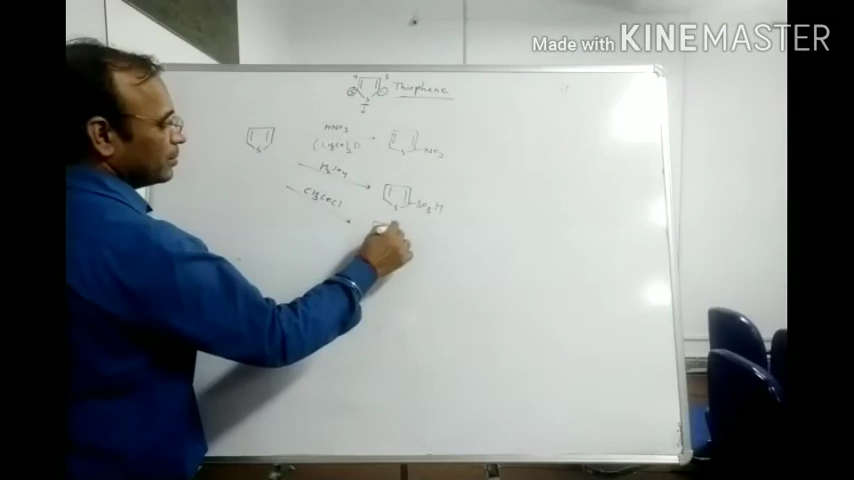 Made with KINEMASTER
Thiophene
HNO3
(CH3CO)2O
S
NO2
H2SO4
S
SO3H
CH3COCl